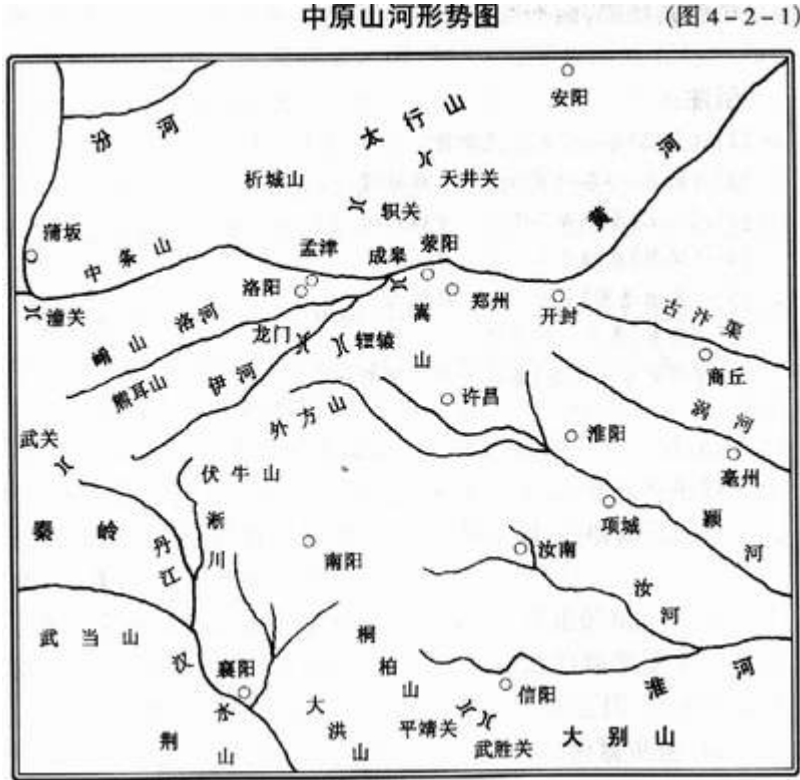 中原山河形势图 (图4-2-1)
安阳
汾河
太行山
黄河
析城山
天井关
轵关
蒲坂
中条山
孟津
成皋
荥阳
洛阳
郑州
开封
古汴渠
潼关
崤山
洛河
龙门
轘辕
嵩山
商丘
熊耳山
伊河
外方山
许昌
涡河
武关
淮阳
亳州
伏牛山
项城
颍河
秦岭
丹江
淅川
南阳
汝南
汝河
武当山
汉水
襄阳
桐柏山
信阳
淮河
荆山
大洪山
平靖关
武胜关
大别山